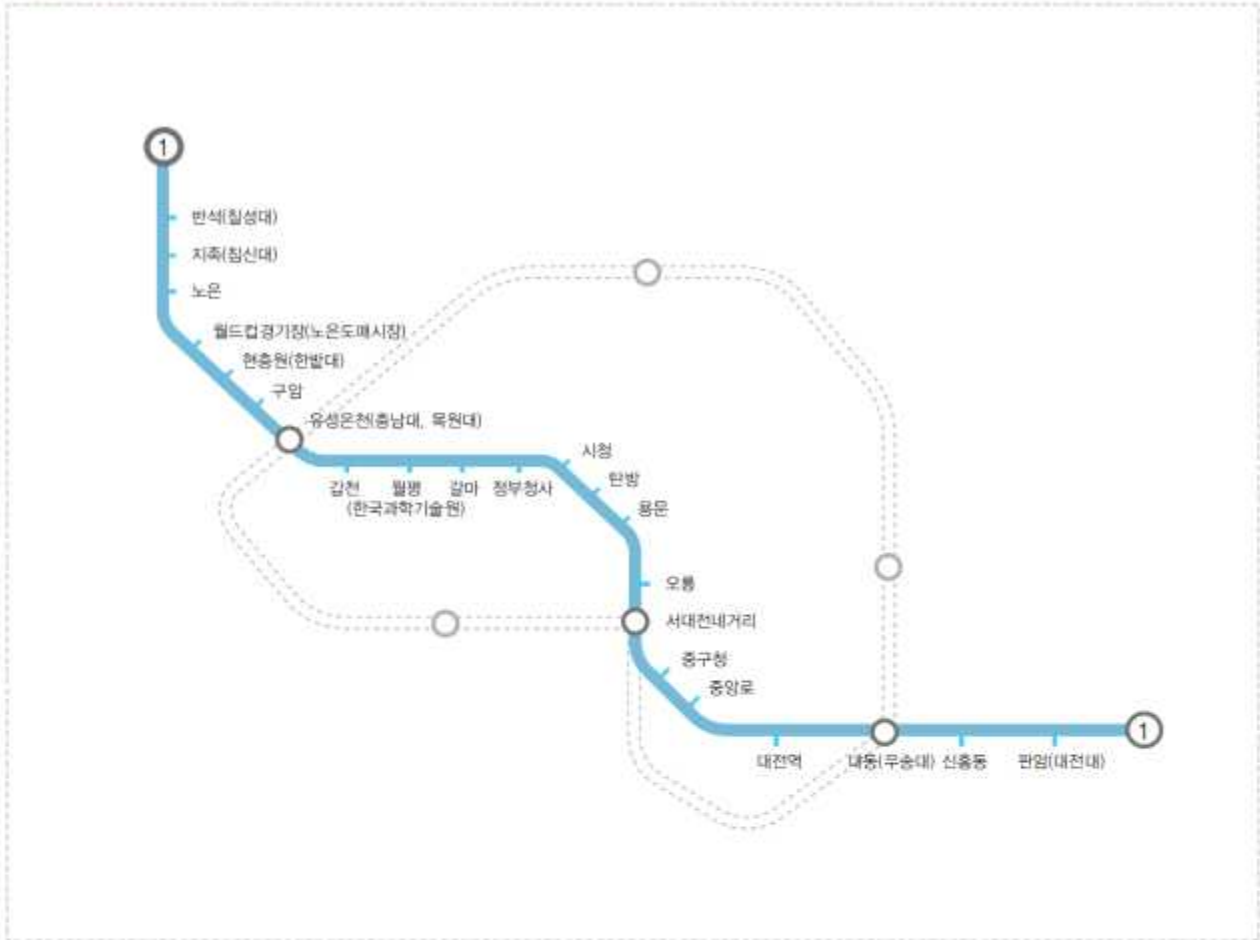 1
반석(칠성대)
지족(침신대)
노은
월드컵경기장(노은도매시장)
현충원(한밭대)
구암
유성온천(충남대, 목원대)
갑천 월평 갈마 정부청사
(한국과학기술원)
시청
탄방
용문
오룡
서대전네거리
중구청
중앙로
1
대전역 대동(우송대) 신흥동 판암(대전대)